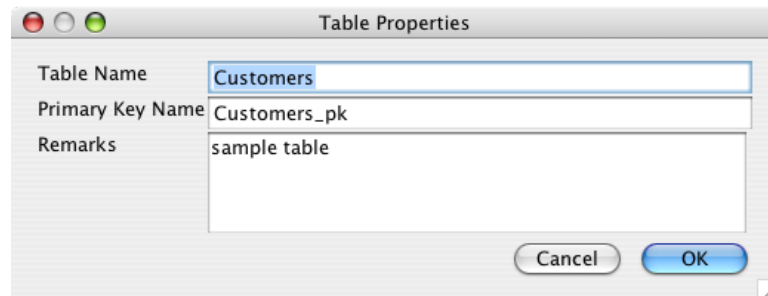 Table Properties
Table Name Customers
Primary Key Name Customers_pk
Remarks sample table
Cancel OK